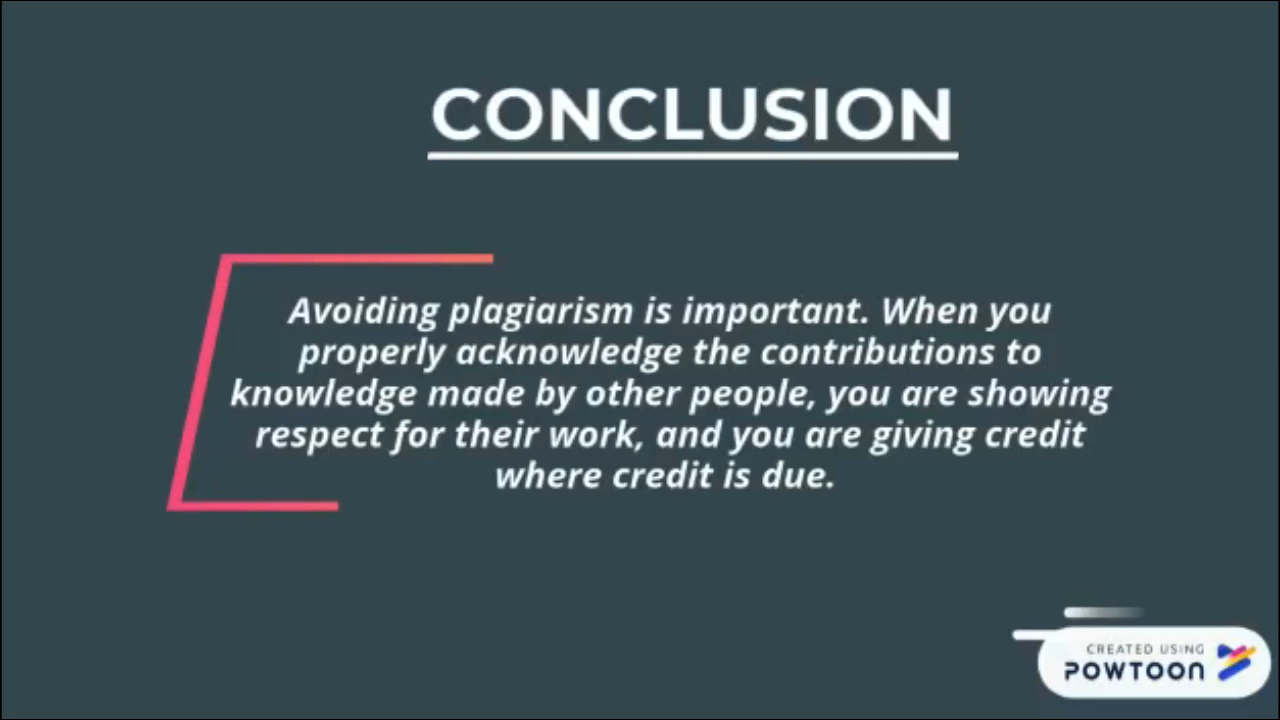 CONCLUSION
Avoiding plagiarism is important. When you
properly acknowledge the contributions to
knowledge made by other people, you are showing
respect for their work, and you are giving credit
where credit is due.
CREATED USING
POWTOON